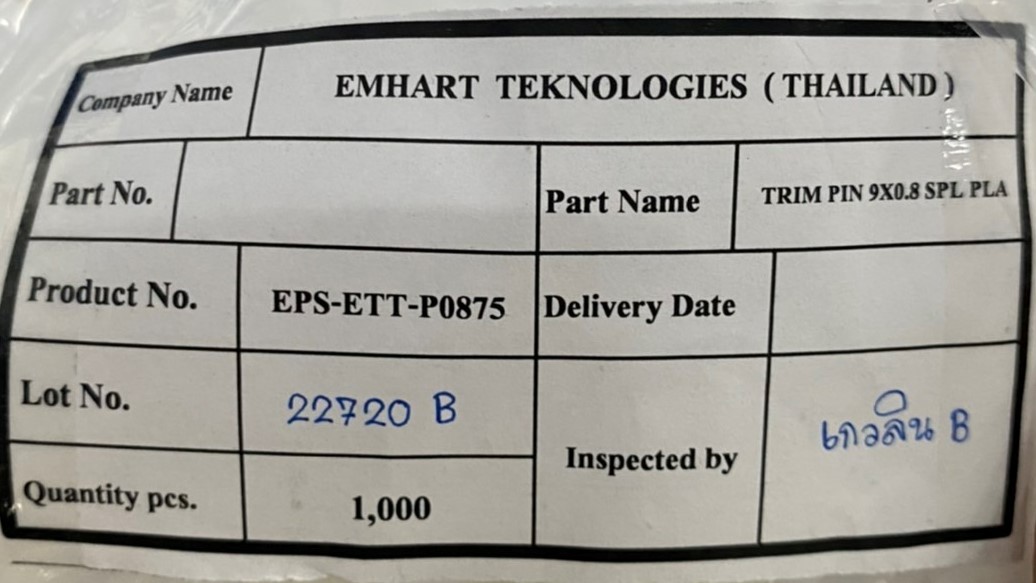 Company Name EMHART TEKNOLOGIES ( THAILAND )
Part No. Part Name TRIM PIN 9X0.8 SPL PLA
Product No. EPS-ETT-P0875 Delivery Date
Lot No. 22720 B
Inspected by เกวลิน B
Quantity pcs. 1,000